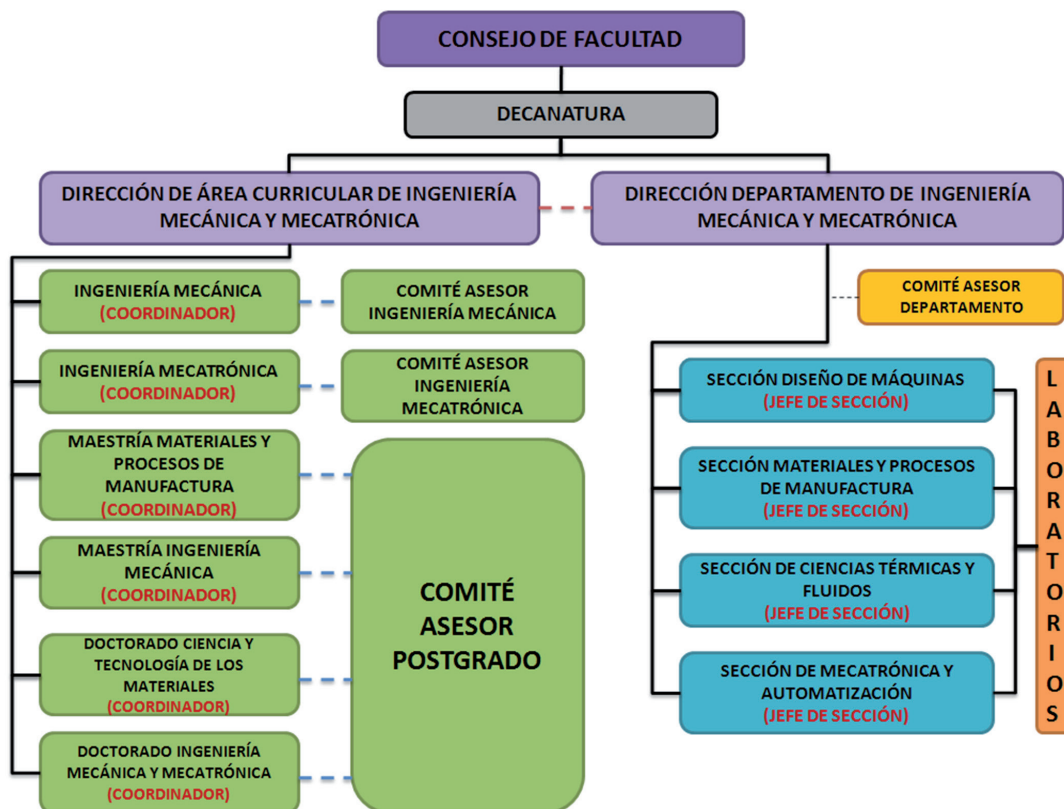 CONSEJO DE FACULTAD
DECANATURA
DIRECCIÓN DE ÁREA CURRICULAR DE INGENIERÍA
MECÁNICA Y MECATRÓNICA
DIRECCIÓN DEPARTAMENTO DE INGENIERÍA
MECÁNICA Y MECATRÓNICA
INGENIERÍA MECÁNICA
(COORDINADOR)
COMITÉ ASESOR
INGENIERÍA MECÁNICA
INGENIERÍA MECATRÓNICA
(COORDINADOR)
COMITÉ ASESOR
INGENIERÍA
MECATRÓNICA
MAESTRÍA MATERIALES Y
PROCESOS DE
MANUFACTURA
(COORDINADOR)
MAESTRÍA INGENIERÍA
MECÁNICA
(COORDINADOR)
DOCTORADO CIENCIA Y
TECNOLOGÍA DE LOS
MATERIALES
(COORDINADOR)
DOCTORADO INGENIERÍA
MECÁNICA Y MECATRÓNICA
(COORDINADOR)
COMITÉ
ASESOR
POSTGRADO
COMITÉ ASESOR
DEPARTAMENTO
SECCIÓN DISEÑO DE MÁQUINAS
(JEFE DE SECCIÓN)
SECCIÓN MATERIALES Y PROCESOS
DE MANUFACTURA
(JEFE DE SECCIÓN)
SECCIÓN DE CIENCIAS TÉRMICAS Y
FLUIDOS
(JEFE DE SECCIÓN)
SECCIÓN DE MECATRÓNICA Y
AUTOMATIZACIÓN
(JEFE DE SECCIÓN)
LABORATORIOS